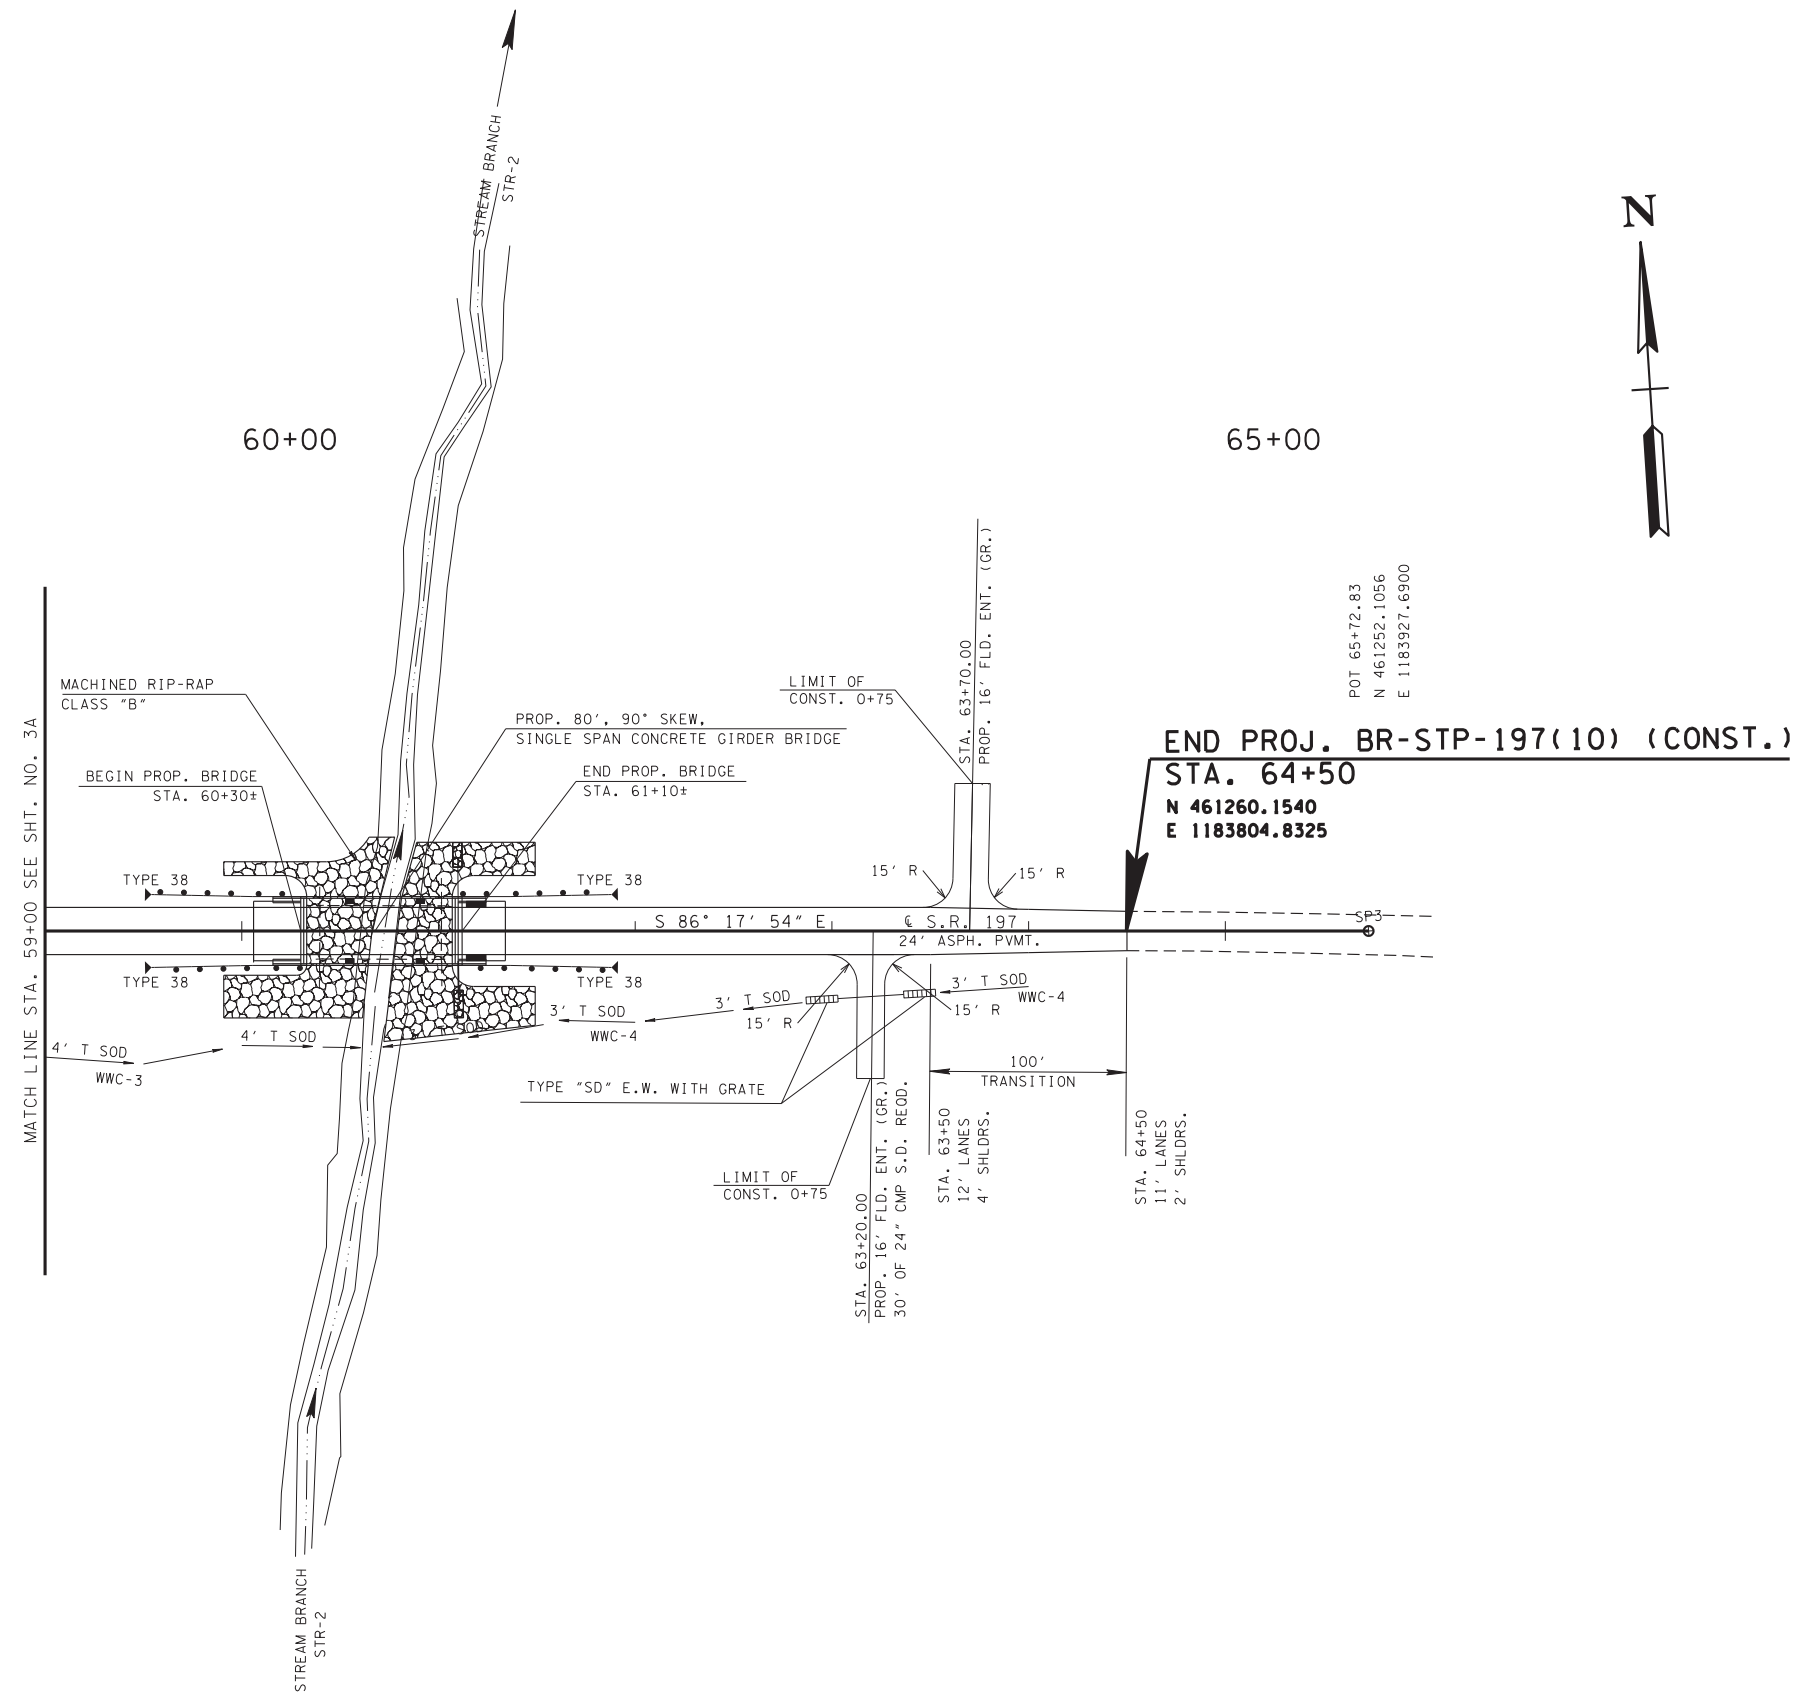 STREAM BRANCH
STR-2
N
60+00
65+00
POT 65+72.83
N 461252.1056
E 1183927.6900
MATCH LINE STA. 59+00 SEE SHT. NO. 3A
MACHINED RIP-RAP
CLASS "B"
BEGIN PROP. BRIDGE
STA. 60+30±
PROP. 80', 90° SKEW,
SINGLE SPAN CONCRETE GIRDER BRIDGE
END PROP. BRIDGE
STA. 61+10±
LIMIT OF
CONST. 0+75
STA. 63+70.00
PROP. 16' FLD. ENT. (GR.)
END PROJ. BR-STP-197(10) (CONST.)
STA. 64+50
N 461260.1540
E 1183804.8325
TYPE 38
TYPE 38
15' R
15' R
S 86° 17' 54" E
℄ S.R. 197
24' ASPH. PVMT.
SP3
TYPE 38
TYPE 38
4' T SOD
WWC-3
4' T SOD
3' T SOD
3' T SOD
WWC-4
3' T SOD
15' R
3' T SOD
WWC-4
15' R
TYPE "SD" E.W. WITH GRATE
100'
TRANSITION
LIMIT OF
CONST. 0+75
STA. 63+20.00
PROP. 16' FLD. ENT. (GR.)
30' OF 24" CMP S.D. REQD.
STA. 63+50
12' LANES
4' SHLDRS.
STA. 64+50
11' LANES
2' SHLDRS.
STREAM BRANCH
STR-2